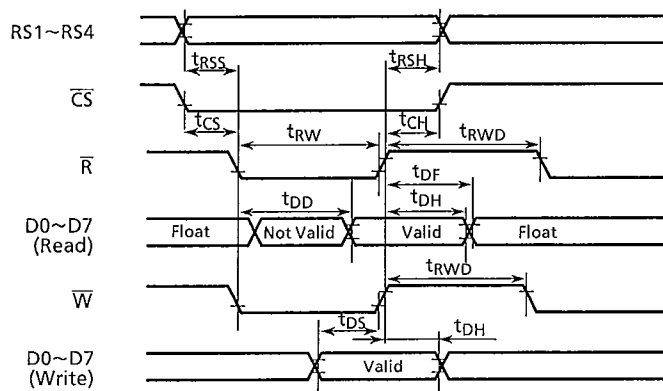 RS1~RS4
tRSS
tRSH
CS
tCS
tRW
tCH
tRWD
R
tDF
tDD
tDH
D0~D7
(Read)
Float
Not Valid
Valid
Float
tRWD
W
tDS
tDH
D0~D7
(Write)
Valid